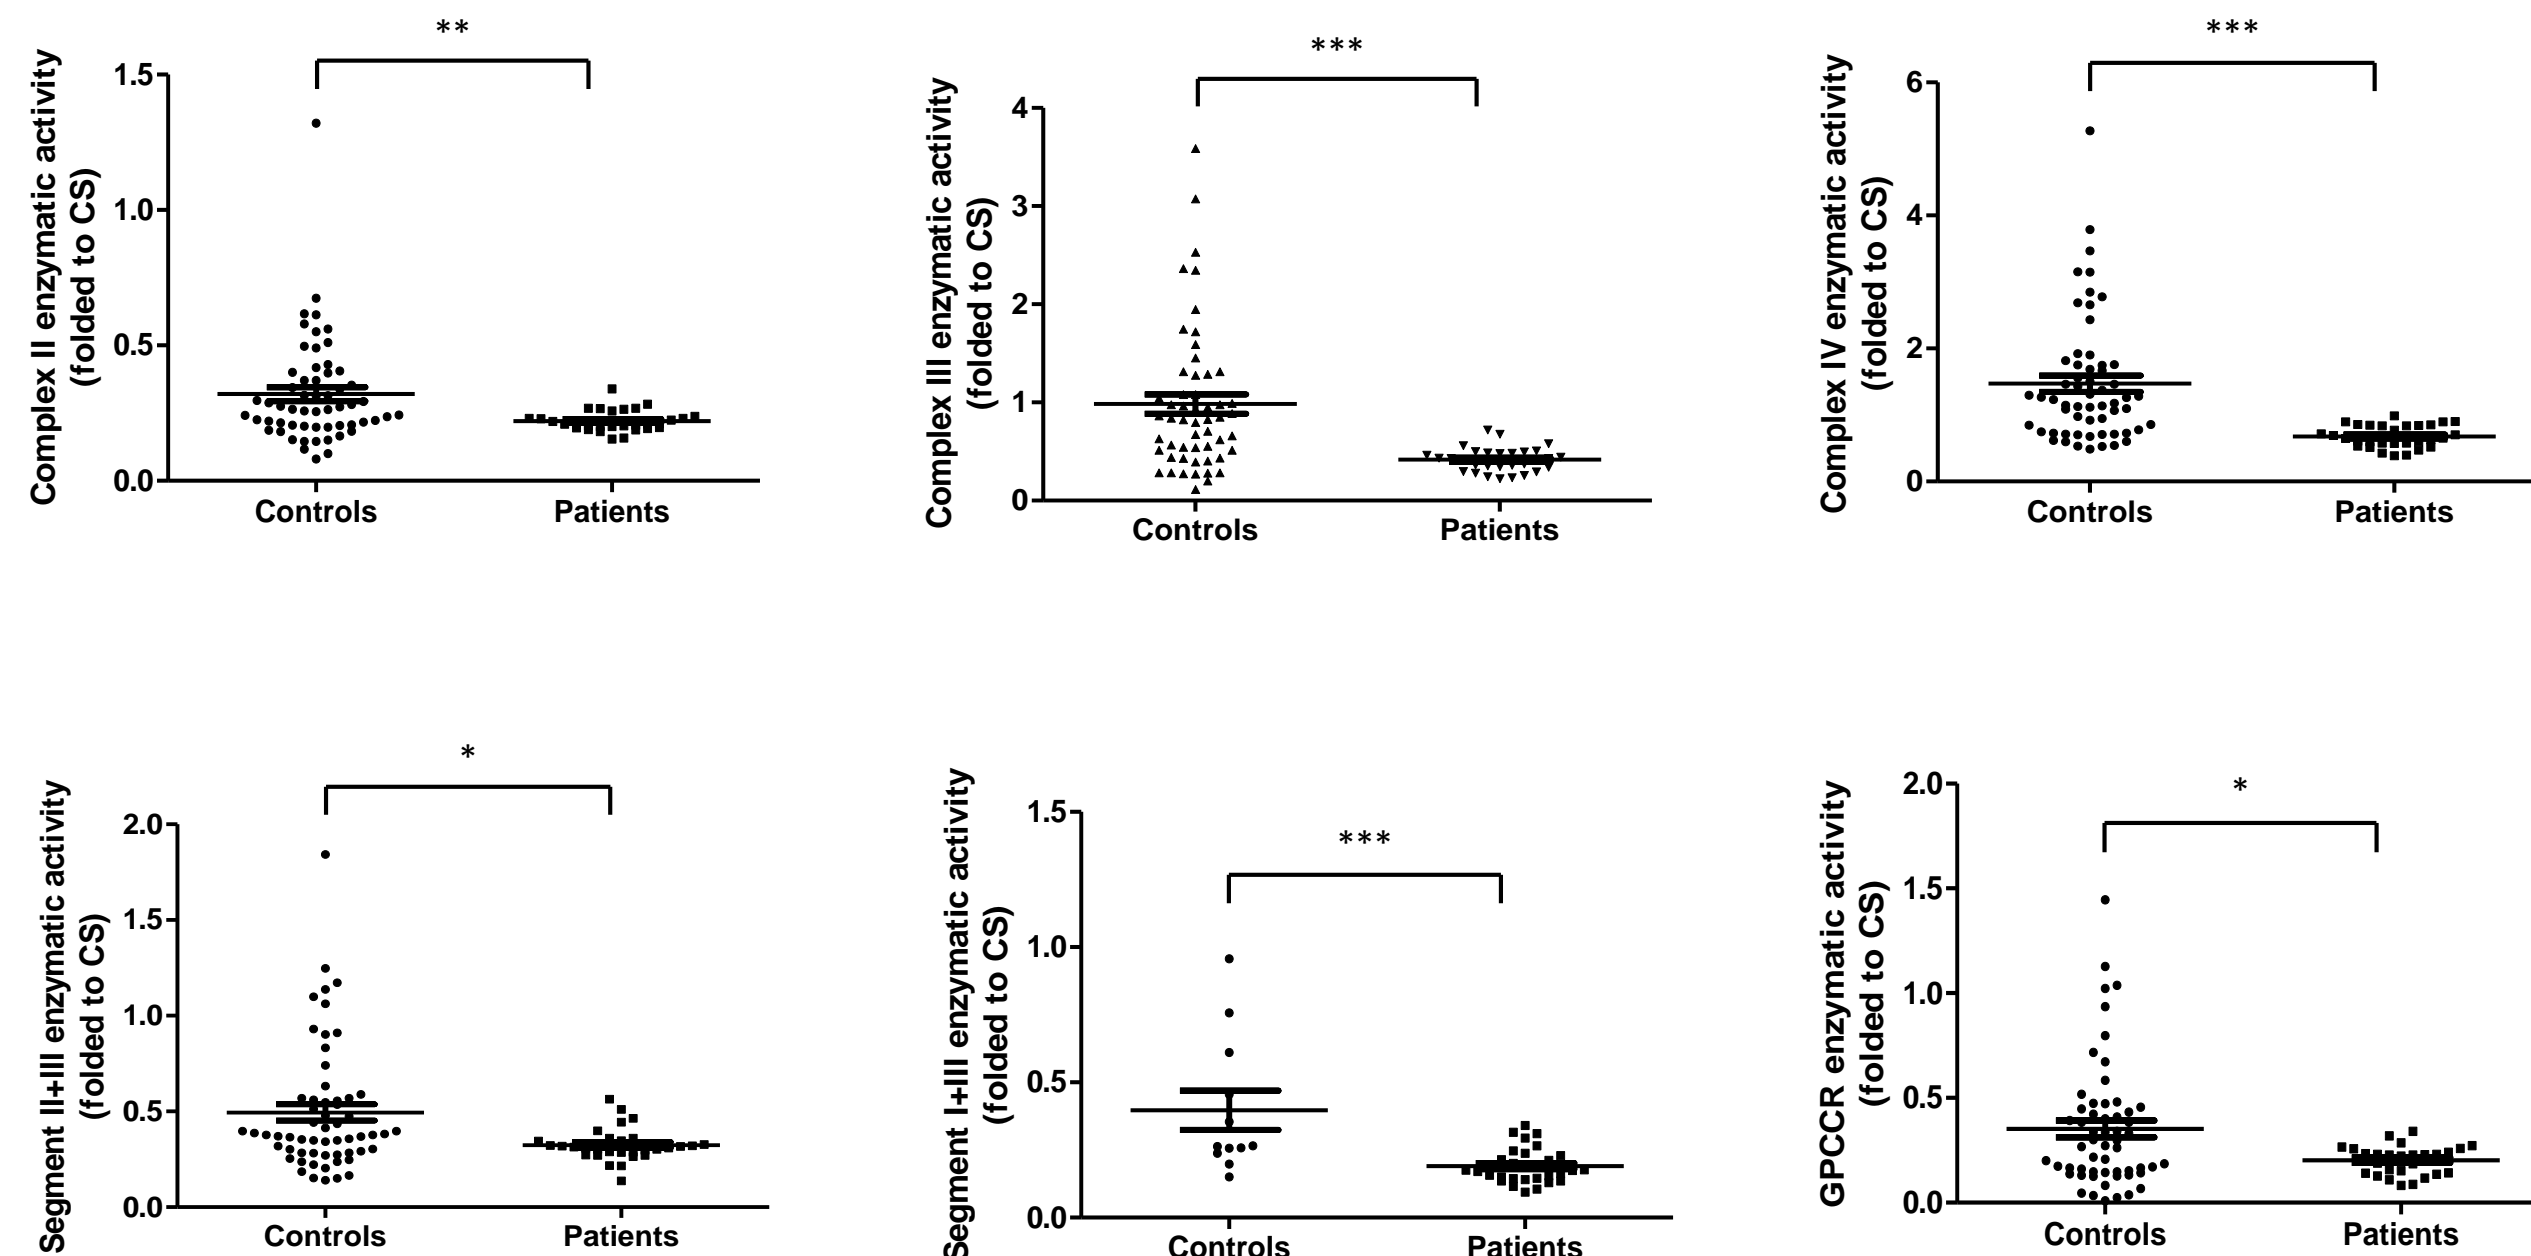 **
Complex II enzymatic activity
(folded to CS)
1.5
1.0
0.5
0.0
Controls
Patients
***
Complex III enzymatic activity
(folded to CS)
4
3
2
1
0
Controls
Patients
***
Complex IV enzymatic activity
(folded to CS)
6
4
2
0
Controls
Patients
*
Segment II+III enzymatic activity
(folded to CS)
2.0
1.5
1.0
0.5
0.0
Controls
Patients
***
Segment I+III enzymatic activity
(folded to CS)
1.5
1.0
0.5
0.0
Controls
Patients
*
GPCCR enzymatic activity
(folded to CS)
2.0
1.5
1.0
0.5
0.0
Controls
Patients